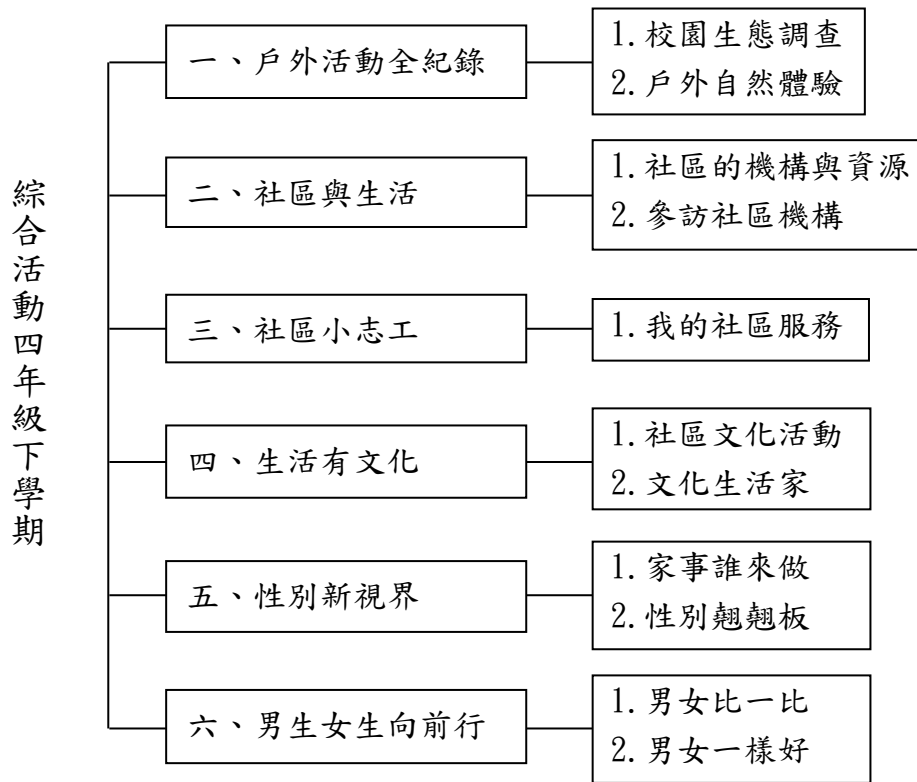 綜合活動四年級下學期
一、戶外活動全紀錄
1.校園生態調查
2.戶外自然體驗
二、社區與生活
1.社區的機構與資源
2.參訪社區機構
三、社區小志工
1.我的社區服務
四、生活有文化
1.社區文化活動
2.文化生活家
五、性別新視界
1.家事誰來做
2.性別翹翹板
六、男生女生向前行
1.男女比一比
2.男女一樣好